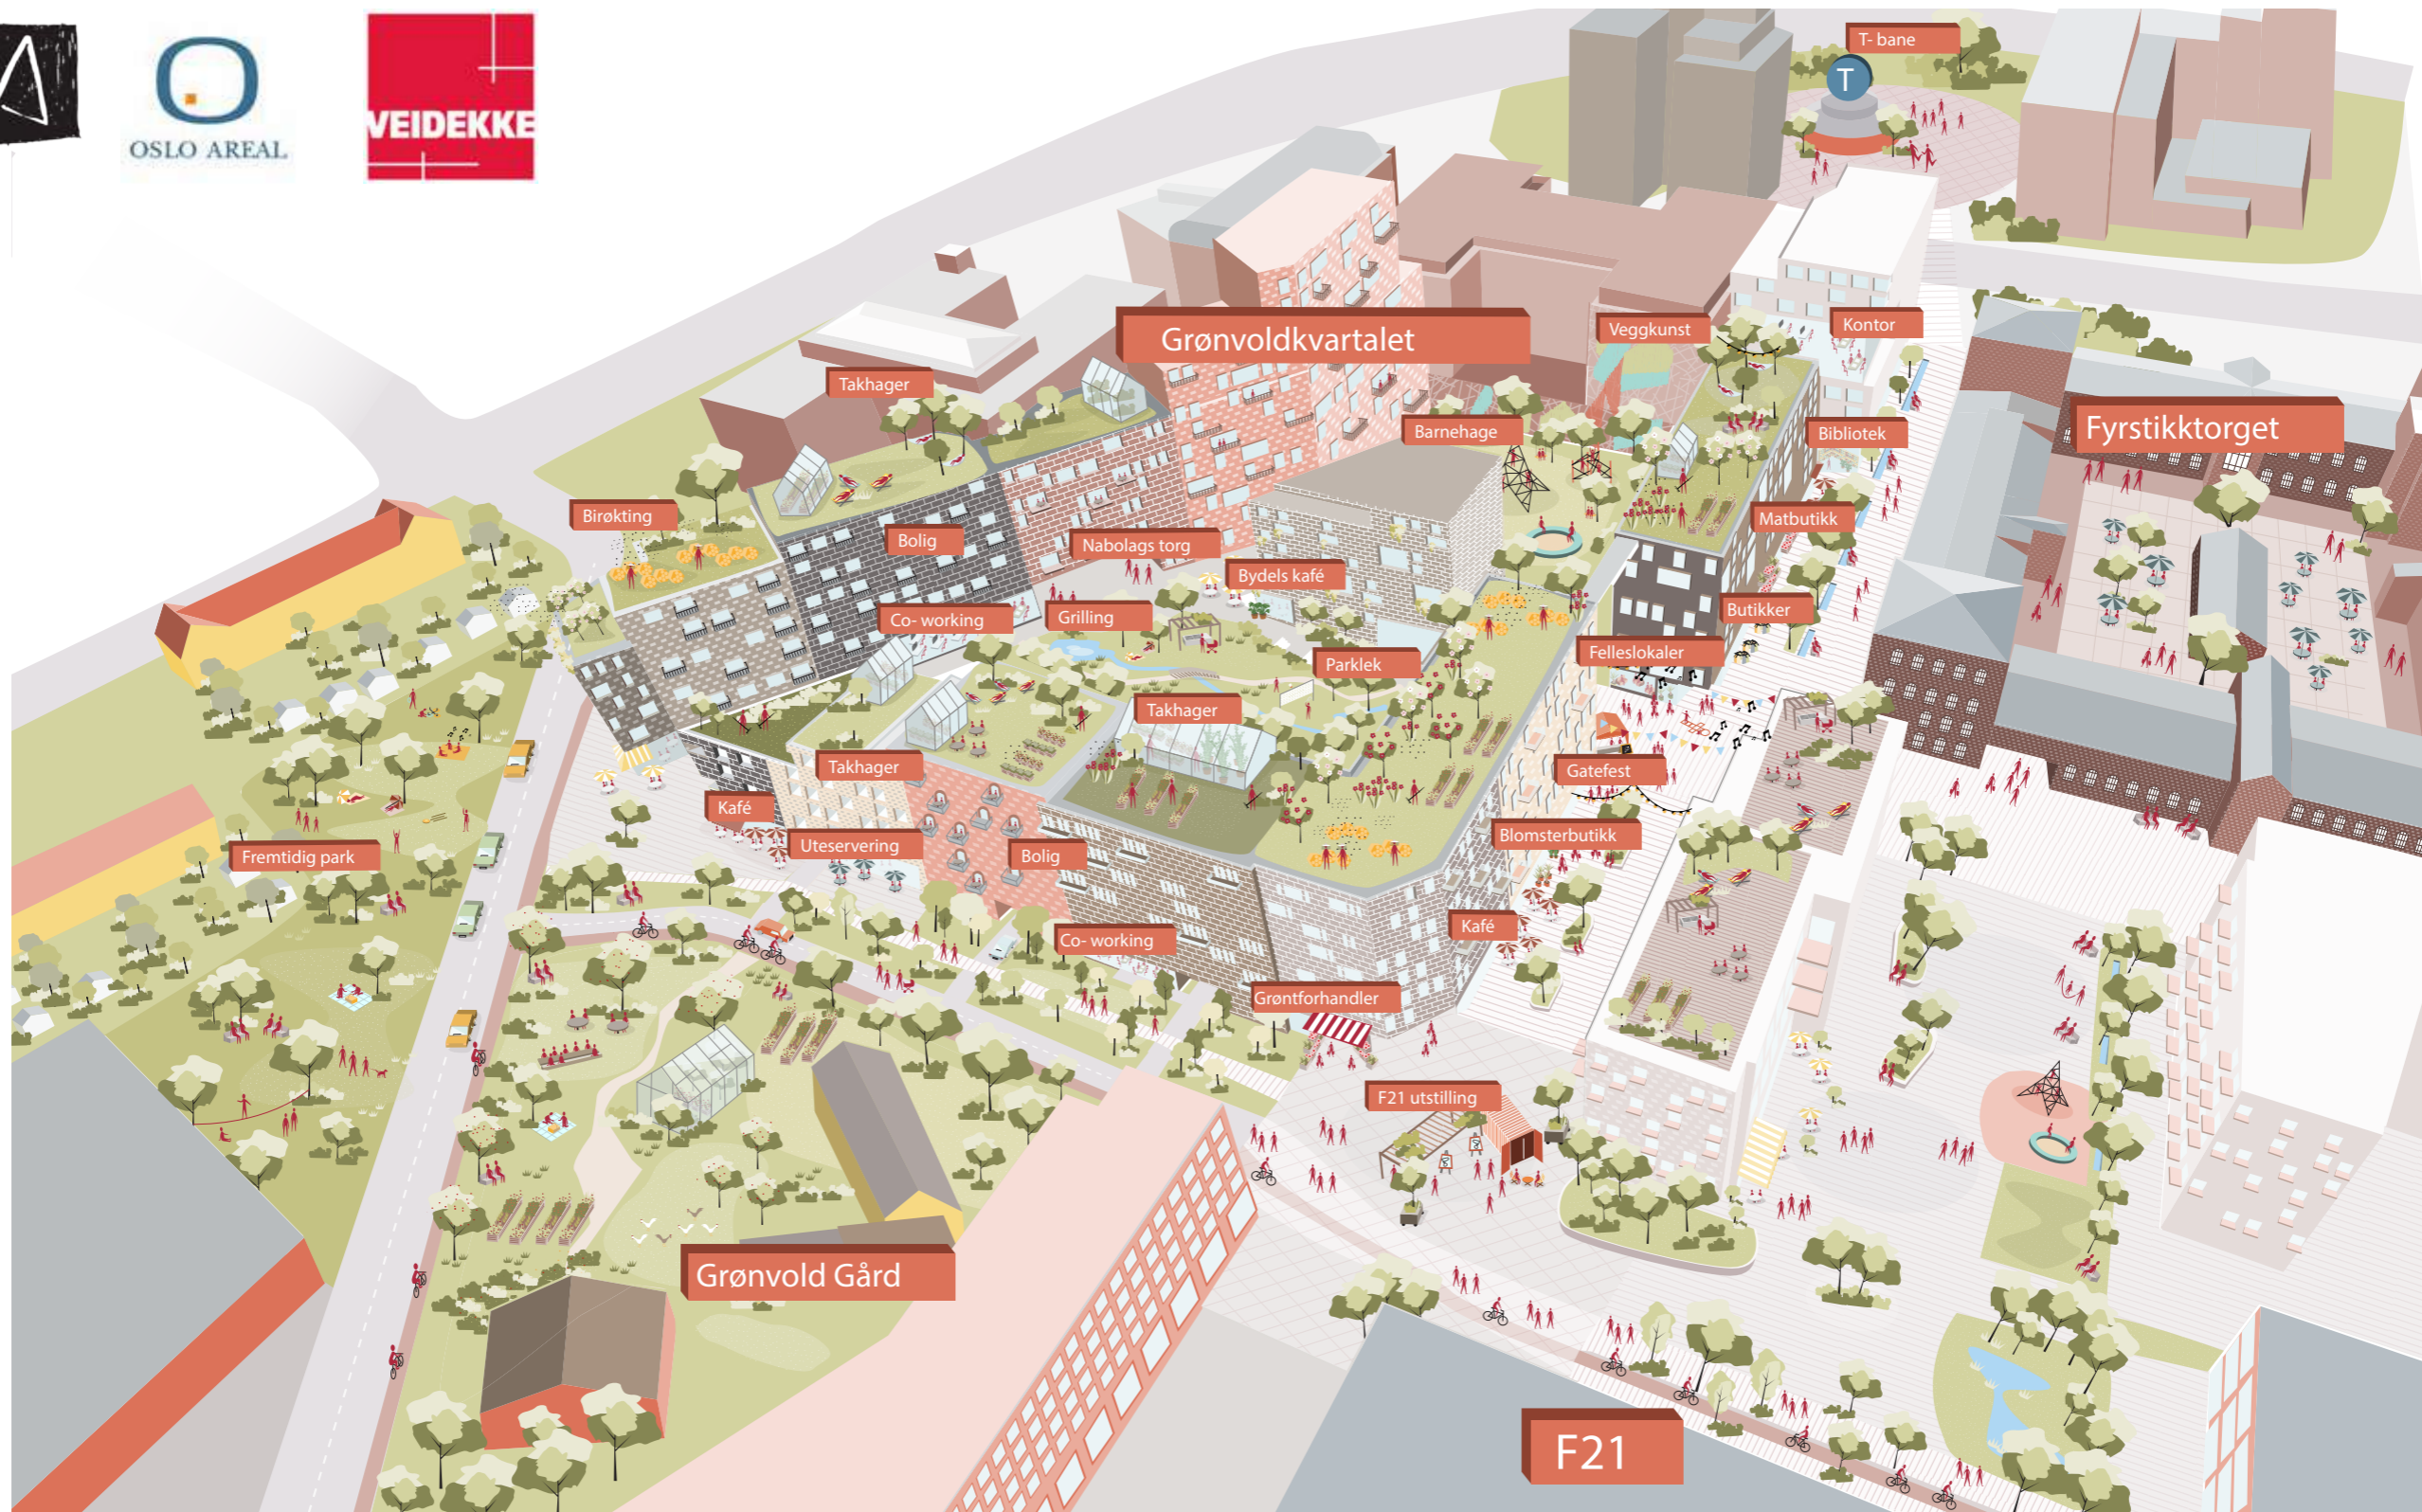 OSLO AREAL
VEIDEKKE
T- bane
T
Grønvoldkvartalet
Veggkunst
Kontor
Takhager
Barnehage
Bibliotek
Fyrstikktorget
Birøkting
Bolig
Nabolags torg
Matbutikk
Bydels kafé
Co- working
Grilling
Butikker
Parklek
Felleslokaler
Takhager
Takhager
Gatefest
Kafé
Uteservering
Bolig
Blomsterbutikk
Fremtidig park
Co- working
Kafé
Grøntforhandler
F21 utstilling
Grønvold Gård
F21